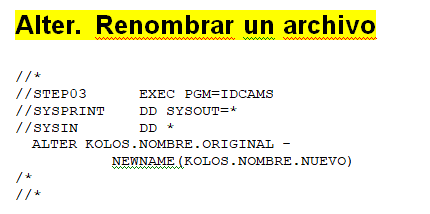 Alter.  Renombrar un archivo
//*
//STEP03      EXEC PGM=IDCAMS
//SYSPRINT    DD SYSOUT=*
//SYSIN       DD *
  ALTER KOLOS.NOMBRE.ORIGINAL -
            NEWNAME(KOLOS.NOMBRE.NUEVO)
/*
//*